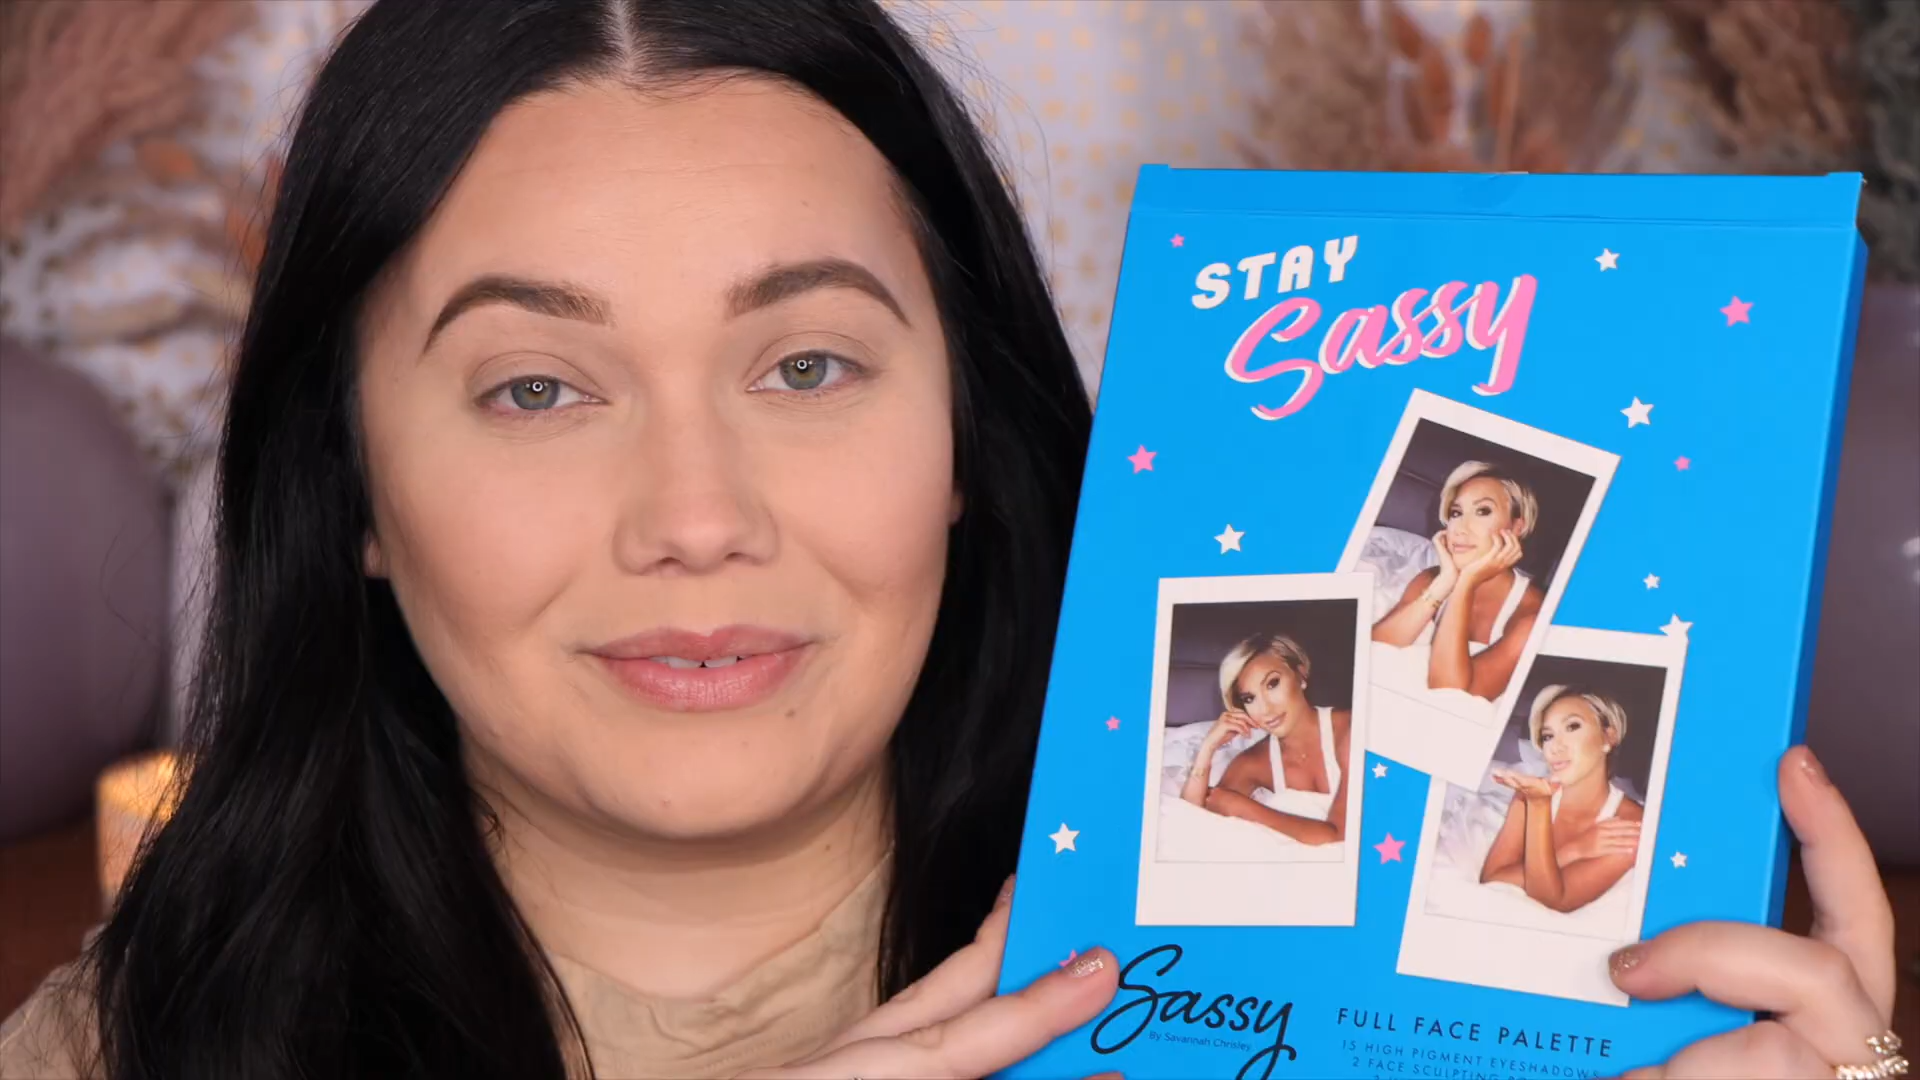 STAY
Sassy
Sassy
By Savannah Chrisley
FULL FACE PALETTE
15 HIGH PIGMENT EYESHADOWS
2 FACE SCULPTING